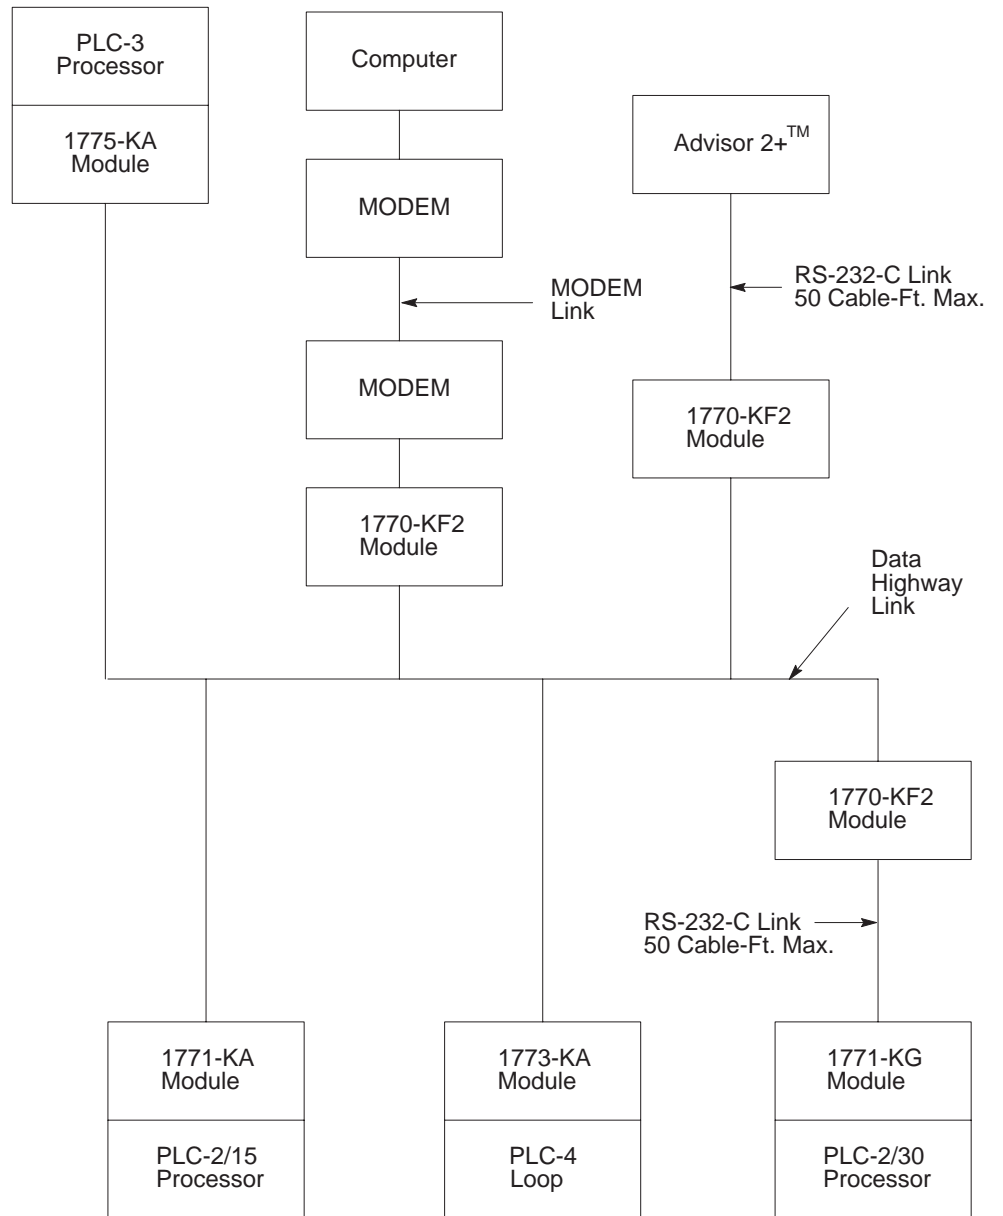 PLC-3
Processor
1775-KA
Module
Computer
MODEM
MODEM
Link
MODEM
1770-KF2
Module
Advisor 2+™
RS-232-C Link
50 Cable-Ft. Max.
1770-KF2
Module
Data
Highway
Link
1770-KF2
Module
RS-232-C Link
50 Cable-Ft. Max.
1771-KA
Module
PLC-2/15
Processor
1773-KA
Module
PLC-4
Loop
1771-KG
Module
PLC-2/30
Processor